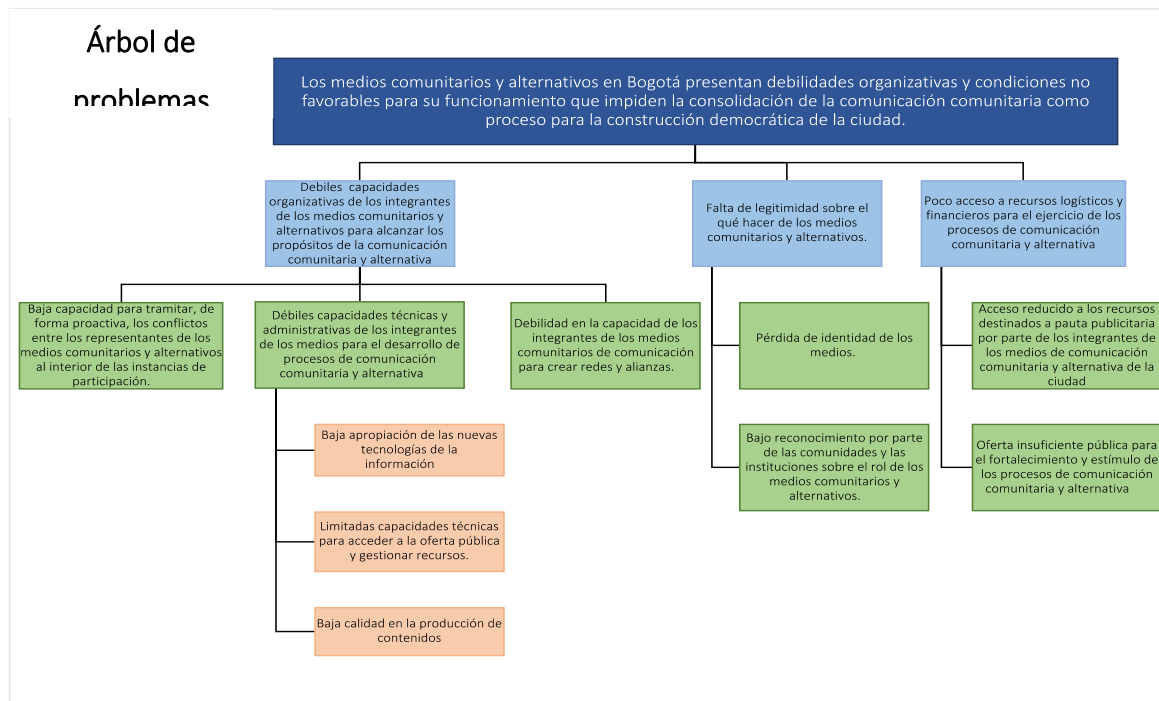 Árbol de
problemas
Los medios comunitarios y alternativos en Bogotá presentan debilidades organizativas y condiciones no
favorables para su funcionamiento que impiden la consolidación de la comunicación comunitaria como
proceso para la construcción democrática de la ciudad.
Debiles capacidades
organizativas de los integrantes
de los medios comunitarios y
alternativos para alcanzar los
propósitos de la comunicación
comunitaria y alternativa
Falta de legitimidad sobre el
qué hacer de los medios
comunitarios y alternativos.
Poco acceso a recursos logísticos y
financieros para el ejercicio de los
procesos de comunicación
comunitaria y alternativa
Baja capacidad para tramitar, de
forma proactiva, los conflictos
entre los representantes de los
medios comunitarios y alternativos
al interior de las instancias de
participación.
Débiles capacidades técnicas y
administrativas de los integrantes
de los medios para el desarrollo de
procesos de comunicación
comunitaria y alternativa
Debilidad en la capacidad de los
integrantes de los medios
comunitarios de comunicación
para crear redes y alianzas.
Pérdida de identidad de los
medios.
Acceso reducido a los recursos
destinados a pauta publicitaria
por parte de los integrantes de
los medios de comunicación
comunitaria y alternativa de la
ciudad
Baja apropiación de las nuevas
tecnologías de la
información
Bajo reconocimiento por parte
de las comunidades y las
instituciones sobre el rol de los
medios comunitarios y
alternativos.
Oferta insuficiente pública para
el fortalecimiento y estímulo de
los procesos de comunicación
comunitaria y alternativa
Limitadas capacidades técnicas
para acceder a la oferta pública
y gestionar recursos.
Baja calidad en la producción de
contenidos